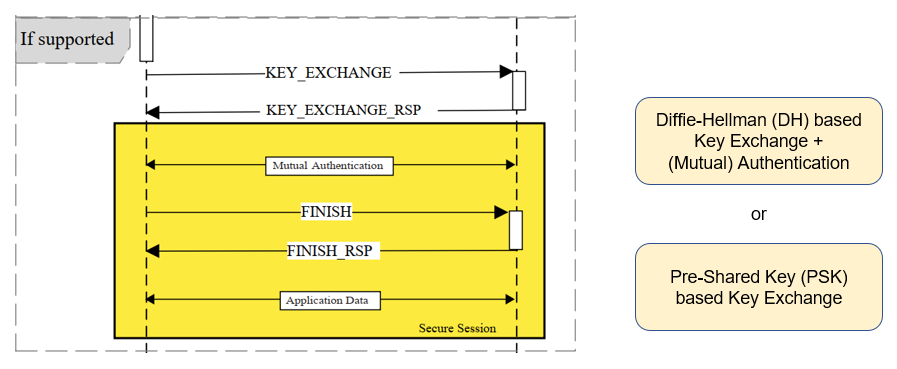 If supported
KEY_EXCHANGE
KEY_EXCHANGE_RSP
Mutual Authentication
FINISH
FINISH_RSP
Application Data
Secure Session
Diffie-Hellman (DH) based
Key Exchange +
(Mutual) Authentication
or
Pre-Shared Key (PSK)
based Key Exchange